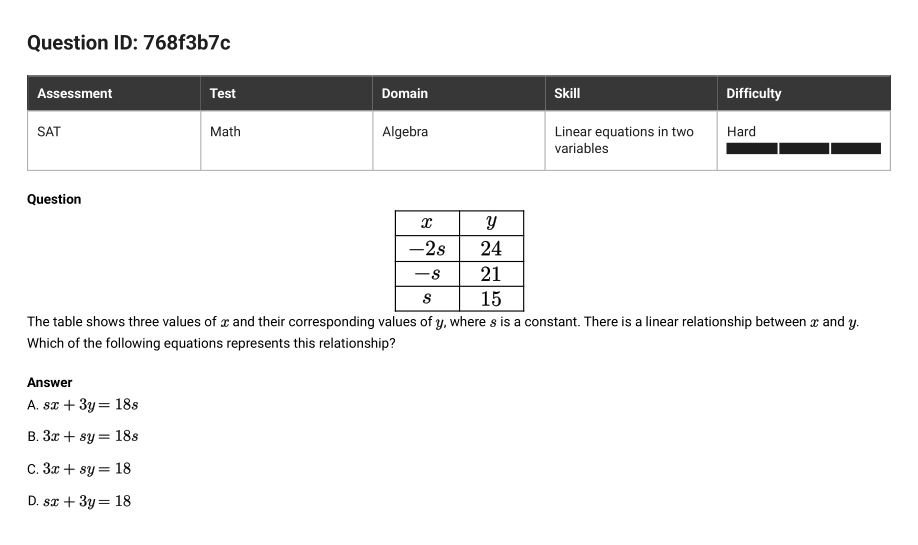 Question ID: 768f3b7c
Assessment Test Domain Skill Difficulty
SAT Math Algebra Linear equations in two variables Hard
Question
x y
−2s 24
−s 21
s 15
The table shows three values of x and their corresponding values of y, where s is a constant. There is a linear relationship between x and y.
Which of the following equations represents this relationship?
Answer
A. sx + 3y = 18s
B. 3x + sy = 18s
C. 3x + sy = 18
D. sx + 3y = 18